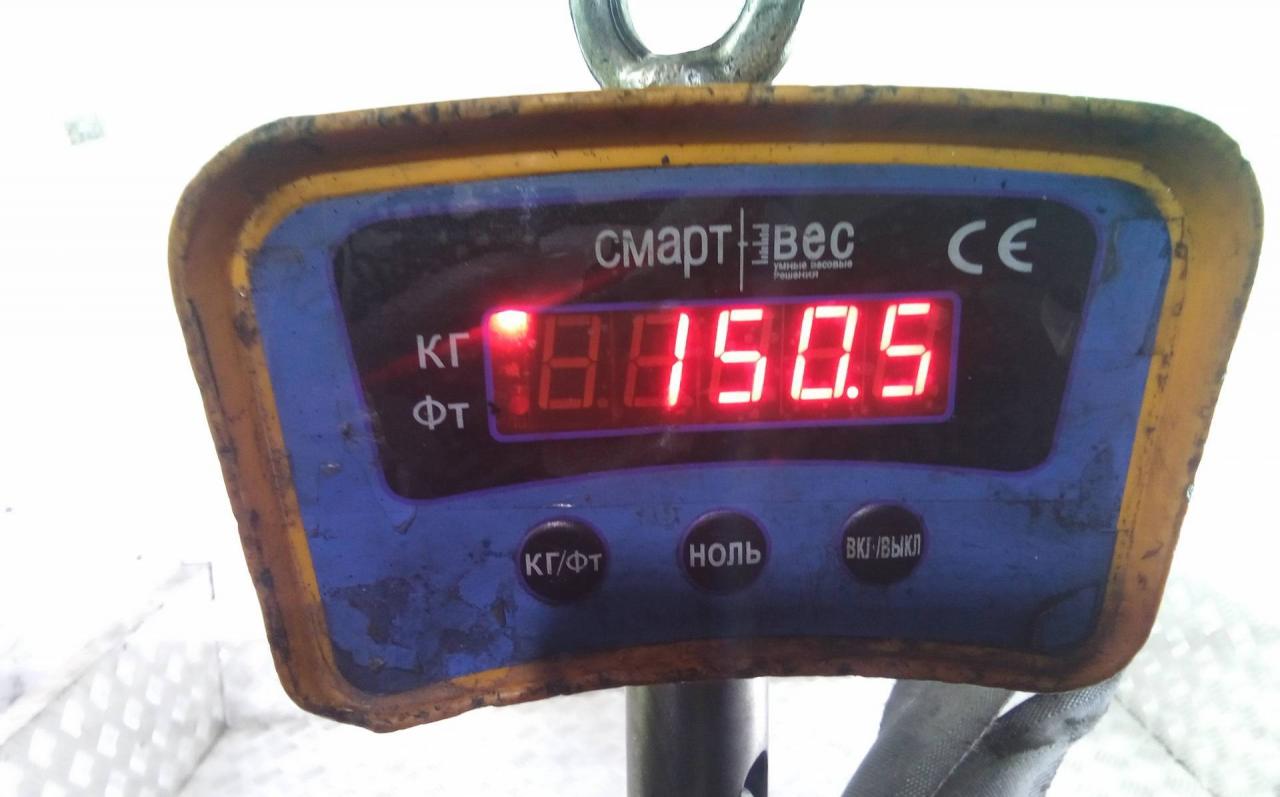 смарт вес
умные весовые
решения
CE
кг
Фт
150.5
кг/Фт
НОЛЬ
ВКЛ/ВЫКЛ